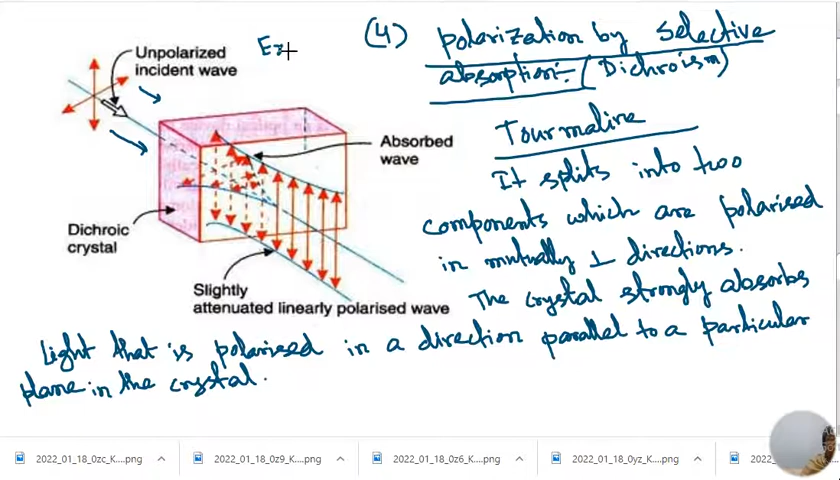 Ex
(4) Polarization by selective
absorption:- (Dichroism)
Unpolarized
incident wave
Tourmaline
Absorbed
wave
It splits into two
components which are polarised
in mutually ⊥ directions.
Dichroic
crystal
Slightly
attenuated linearly polarised wave
The crystal strongly absorbs
Light that is polarised in a direction parallel to a particular
plane in the crystal.
2022_01_18_0zc_K....png
2022_01_18_0z9_K....png
2022_01_18_0z6_K....png
2022_01_18_0yz_K....png
2022_0